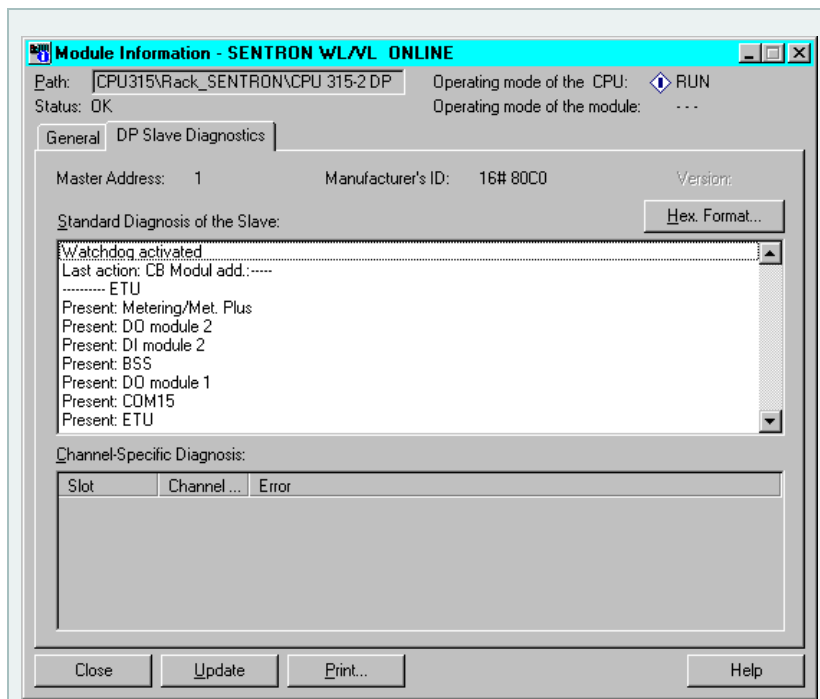 Module Information - SENTRON WL/VL ONLINE
Path: CPU315\Rack_SENTRON\CPU 315-2 DP Operating mode of the CPU: RUN
Status: OK Operating mode of the module: - - -
General DP Slave Diagnostics
Master Address: 1 Manufacturer's ID: 16# 80C0 Version:
Standard Diagnosis of the Slave: Hex. Format...
Watchdog activated
Last action: CB Modul add.:-----
---------- ETU
Present: Metering/Met. Plus
Present: DO module 2
Present: DI module 2
Present: BSS
Present: DO module 1
Present: COM15
Present: ETU
Channel-Specific Diagnosis:
Slot Channel ... Error
Close Update Print... Help